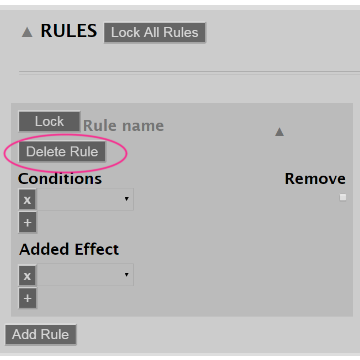 ▲ RULES Lock All Rules
Lock Rule name ▲
Delete Rule
Conditions Remove
x
+
Added Effect
x
+
Add Rule